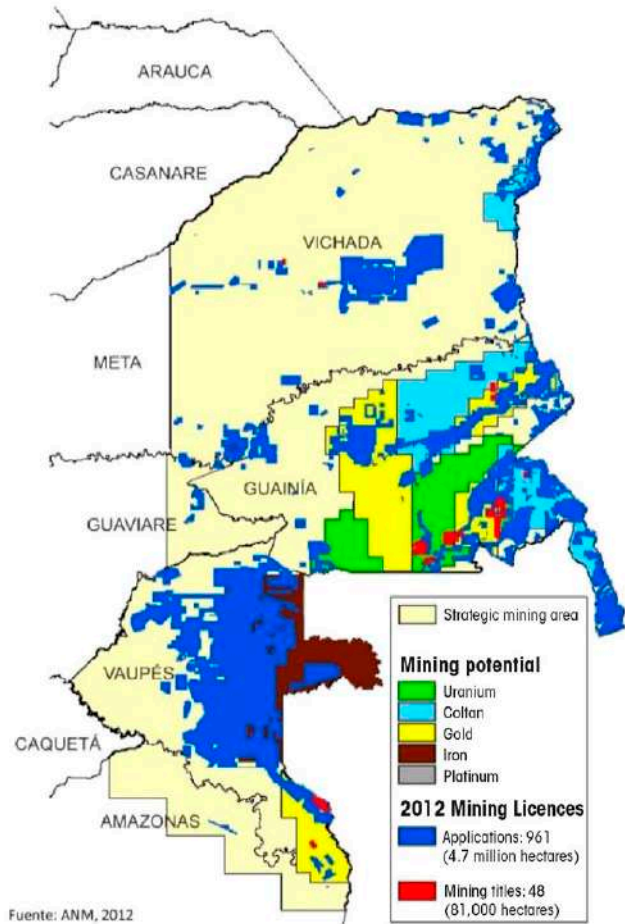 ARAUCA
CASANARE
VICHADA
META
GUAINÍA
GUAVIARE
VAUPÉS
CAQUETÁ
AMAZONAS
Strategic mining area
Mining potential
Uranium
Coltan
Gold
Iron
Platinum
2012 Mining Licences
Applications: 961
(4.7 million hectares)
Mining titles: 48
(81,000 hectares)
Fuente: ANM, 2012